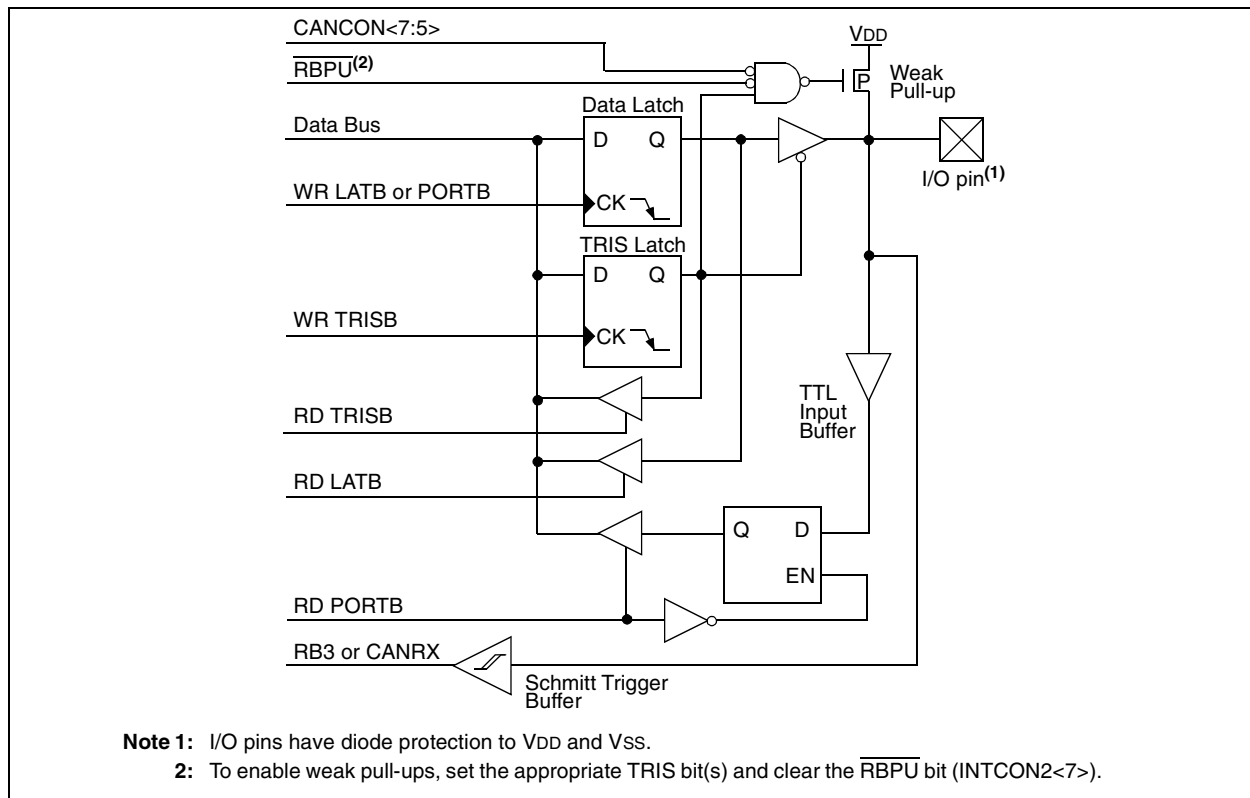 CANCON<7:5>
VDD
RBPU(2)
P
Weak
Pull-up
Data Latch
Data Bus
D Q
I/O pin(1)
WR LATB or PORTB
CK
TRIS Latch
D Q
WR TRISB
CK
TTL
Input
Buffer
RD TRISB
RD LATB
Q D
EN
RD PORTB
RB3 or CANRX
Schmitt Trigger
Buffer
Note 1: I/O pins have diode protection to VDD and VSS.
2: To enable weak pull-ups, set the appropriate TRIS bit(s) and clear the RBPU bit (INTCON2<7>).